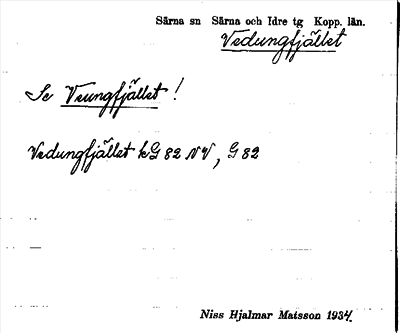 Särna sn Särna och Idre tg Kopp. län.
Vedungfjället
Se Veungfjället!
Vedungfjället kG 82 NV, G 82
Niss Hjalmar Matsson 1934.